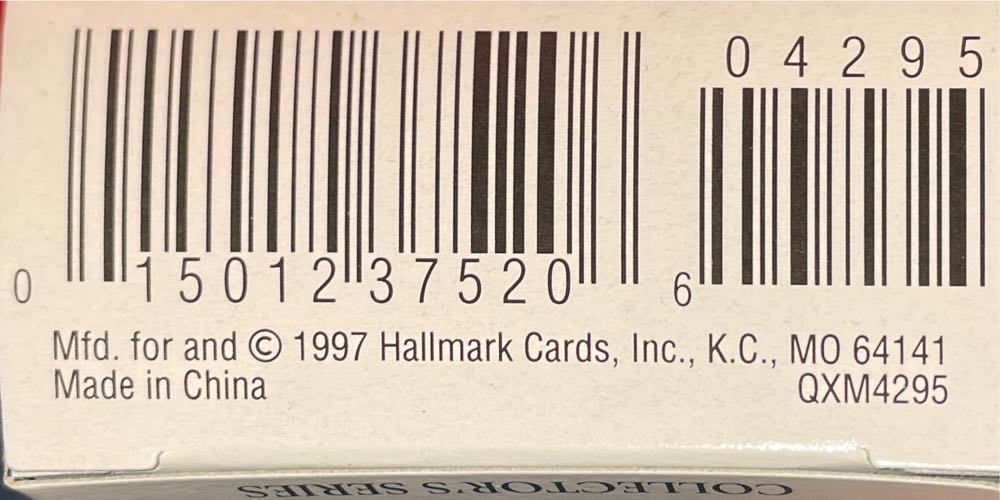 04295
0 15012 37520 6
Mfd. for and © 1997 Hallmark Cards, Inc., K.C., MO 64141
Made in China QXM4295
COLLECTOR'S SERIES